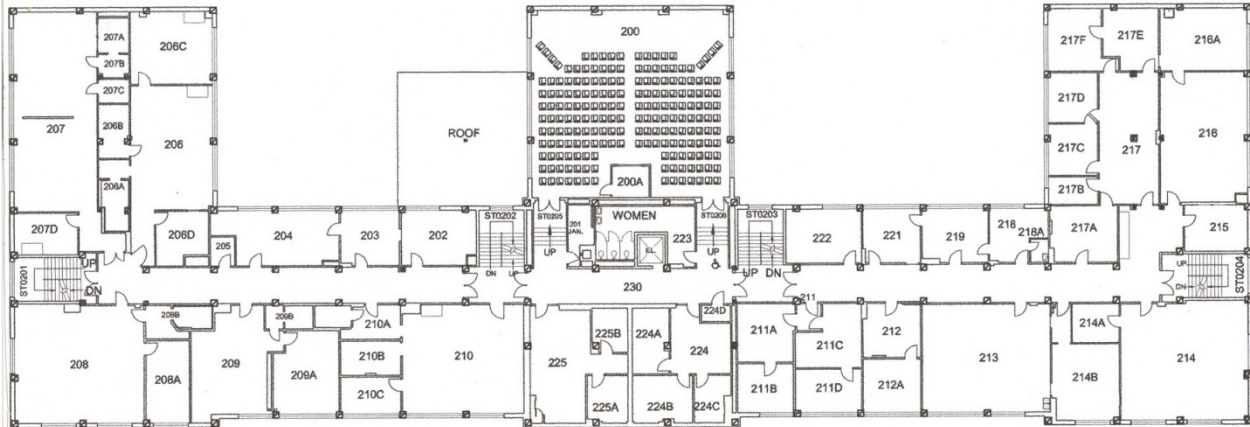 207A
206C
200
217F
217E
216A
207B
207C
217D
206B
207
206
ROOF
217C
217
216
200A
206A
217B
207D
206D
205
204
203
202
ST0202
ST0205
201
JAN.
WOMEN
EL.
223
ST0206
ST0203
222
221
219
218
218A
217A
215
UP
DN
ST0201
DN
UP
UP
UP
UP
DN
UP
DN
ST0204
230
208B
209B
210A
224D
211
208
208A
209
209A
210B
210C
210
225
225B
225A
224A
224
224B
224C
211A
211B
211C
211D
212
212A
213
214A
214B
214